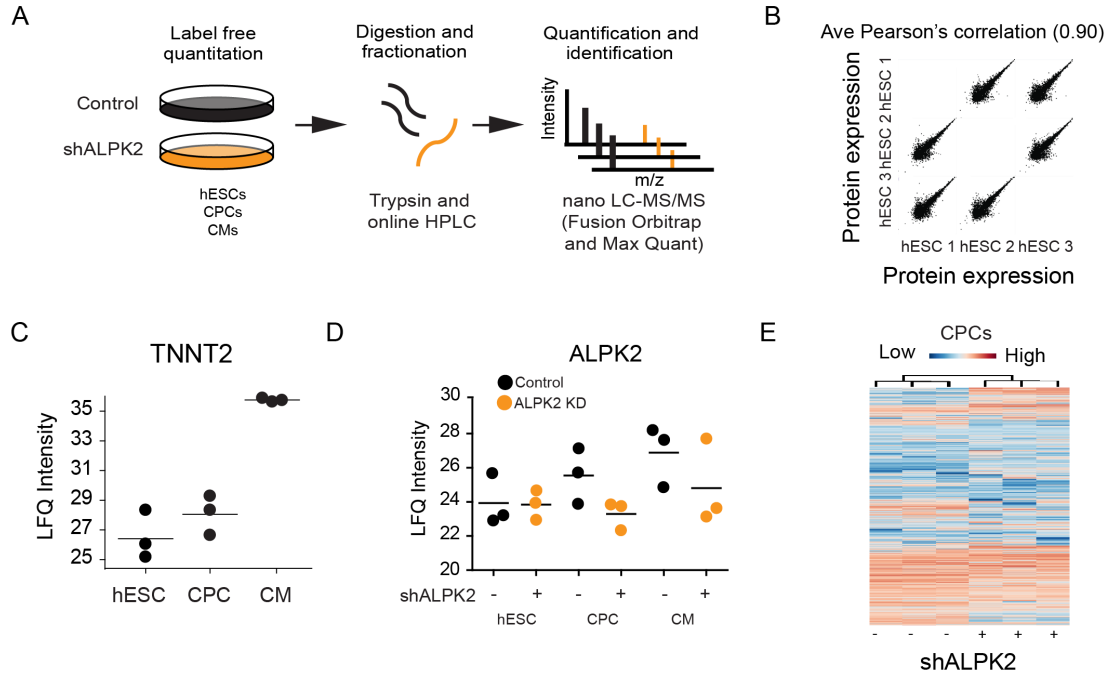 A
Label free
quantitation
Control
shALPK2
hESCs
CPCs
CMs
Digestion and
fractionation
Trypsin and
online HPLC
Quantification and
identification
Intensity
m/z
nano LC-MS/MS
(Fusion Orbitrap
and Max Quant)
B
Ave Pearson's correlation (0.90)
Protein expression
hESC 3 hESC 2 hESC 1
hESC 1 hESC 2 hESC 3
Protein expression
C
TNNT2
LFQ Intensity
35
33
31
29
27
25
hESC CPC CM
D
ALPK2
Control
ALPK2 KD
LFQ Intensity
30
28
26
24
22
20
shALPK2 - + - + - +
hESC CPC CM
E
CPCs
Low High
- - - + + +
shALPK2